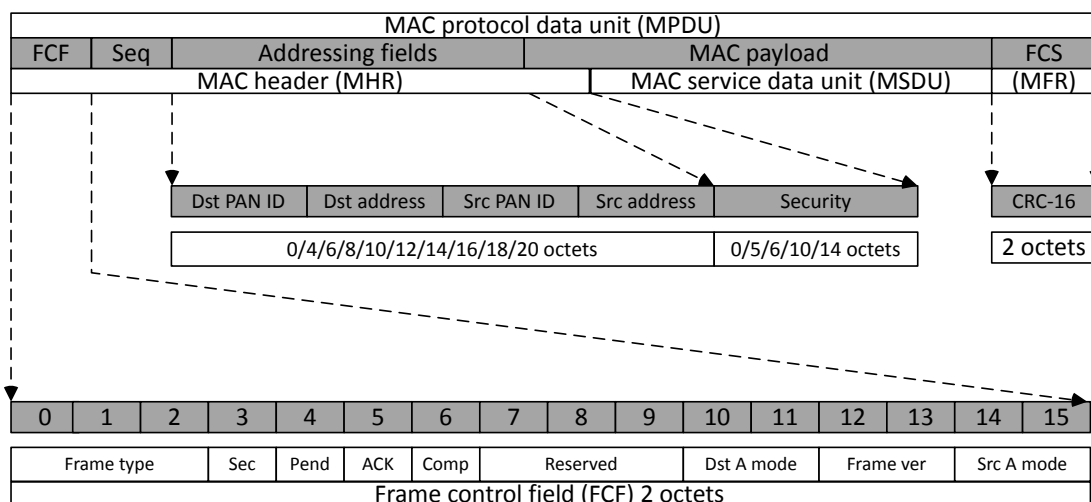 MAC protocol data unit (MPDU)
FCF Seq Addressing fields MAC payload FCS
MAC header (MHR) MAC service data unit (MSDU) (MFR)
Dst PAN ID Dst address Src PAN ID Src address Security CRC-16
0/4/6/8/10/12/14/16/18/20 octets 0/5/6/10/14 octets 2 octets
0 1 2 3 4 5 6 7 8 9 10 11 12 13 14 15
Frame type Sec Pend ACK Comp Reserved Dst A mode Frame ver Src A mode
Frame control field (FCF) 2 octets